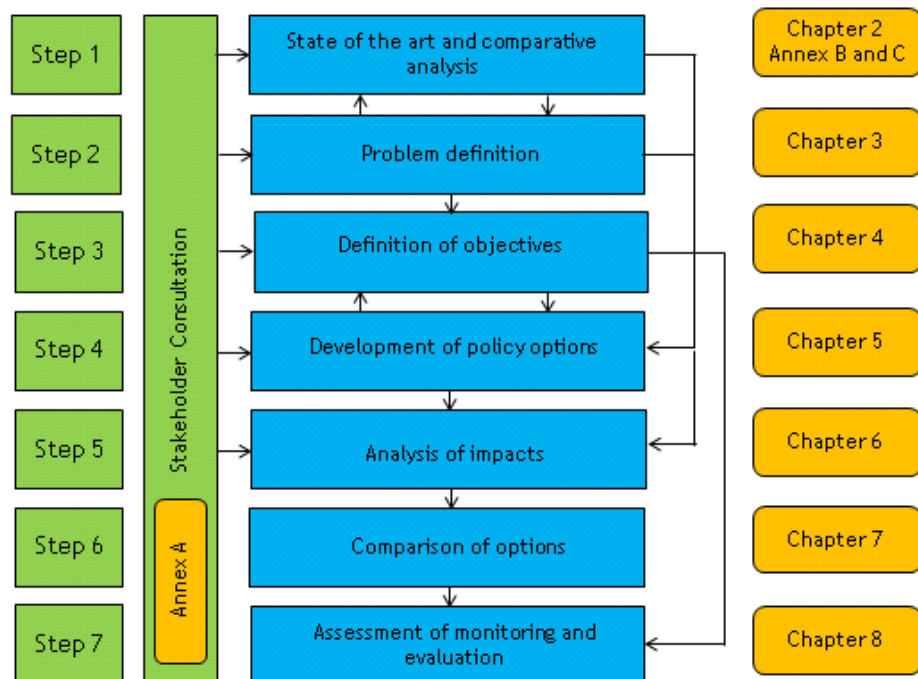 Step 1
State of the art and comparative
analysis
Chapter 2
Annex B and C
Step 2
Problem definition
Chapter 3
Step 3
Definition of objectives
Chapter 4
Stakeholder Consultation
Step 4
Development of policy options
Chapter 5
Step 5
Analysis of impacts
Chapter 6
Annex A
Step 6
Comparison of options
Chapter 7
Step 7
Assessment of monitoring and
evaluation
Chapter 8